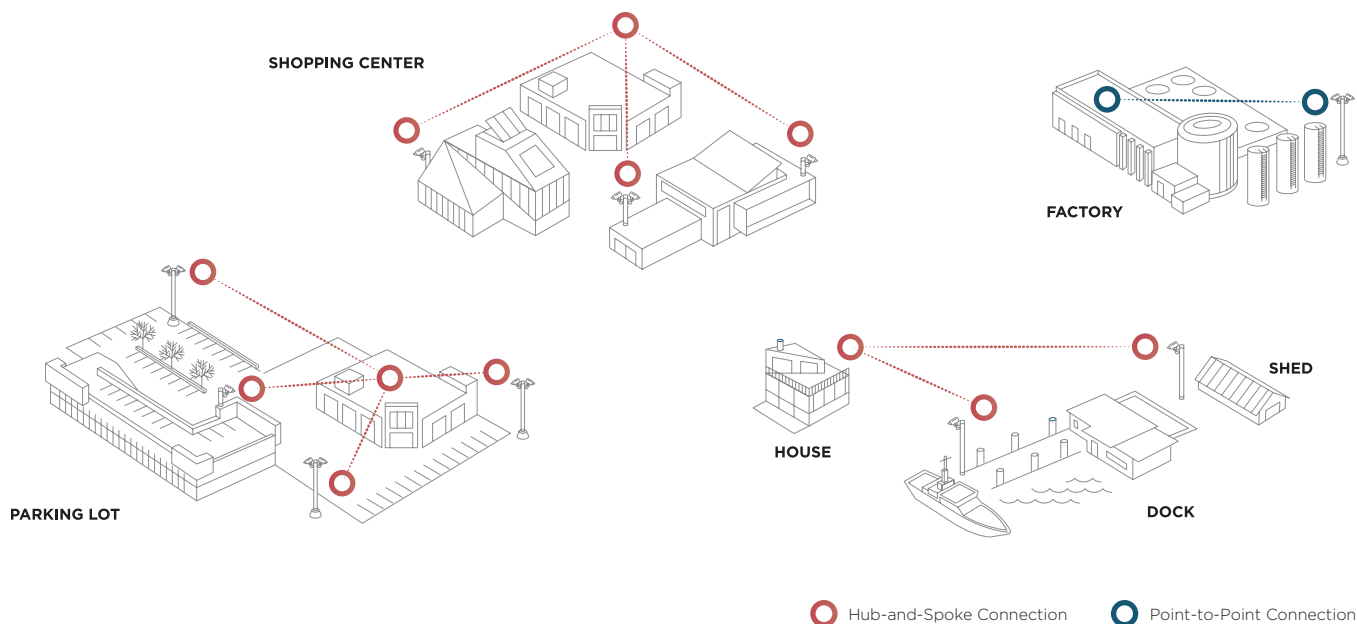 SHOPPING CENTER
FACTORY
SHED
HOUSE
DOCK
PARKING LOT
Hub-and-Spoke Connection
Point-to-Point Connection